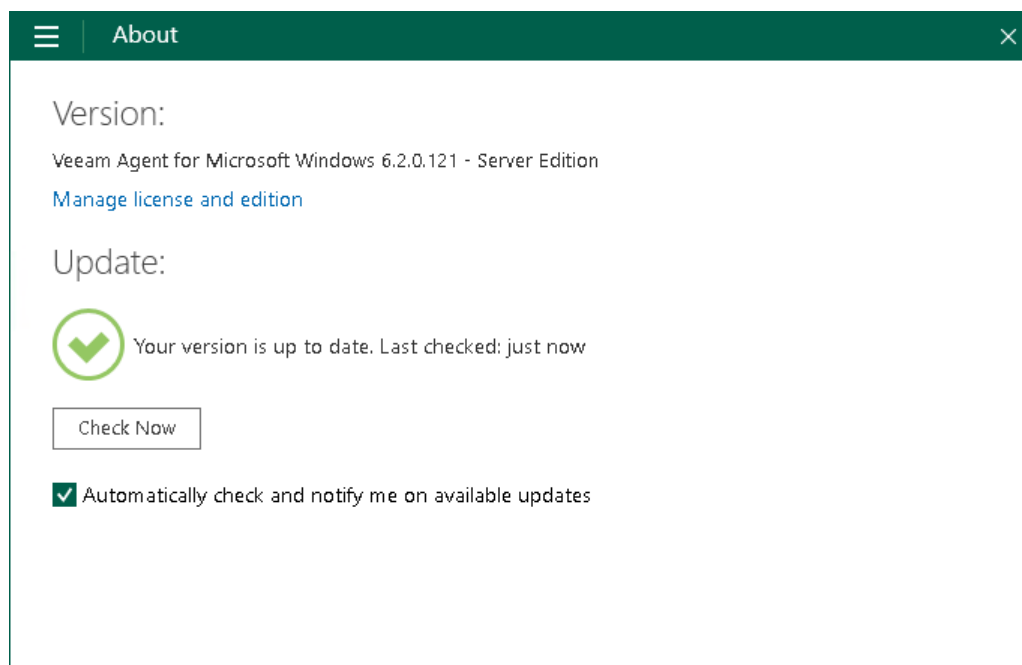 About
Version:
Veeam Agent for Microsoft Windows 6.2.0.121 - Server Edition
Manage license and edition
Update:
Your version is up to date. Last checked: just now
Check Now
Automatically check and notify me on available updates